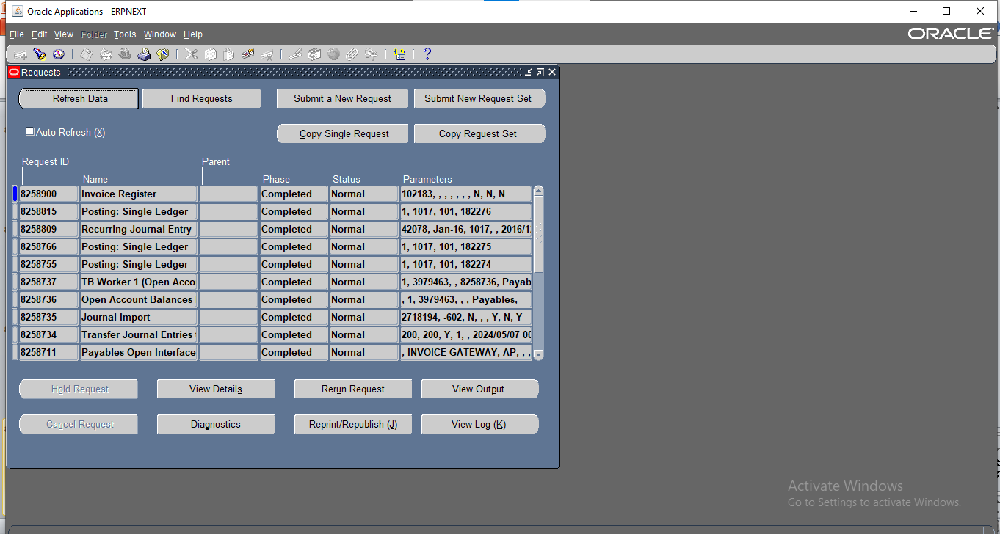 Oracle Applications - ERPNEXT
File Edit View Folder Tools Window Help
ORACLE
Requests
Refresh Data Find Requests Submit a New Request Submit New Request Set
Auto Refresh (X) Copy Single Request Copy Request Set
Request ID Parent
Name Phase Status Parameters
8258900 Invoice Register Completed Normal 102183, , , , , , , N, N, N
8258815 Posting: Single Ledger Completed Normal 1, 1017, 101, 182276
8258809 Recurring Journal Entry Completed Normal 42078, Jan-16, 1017, , 2016/1
8258766 Posting: Single Ledger Completed Normal 1, 1017, 101, 182275
8258755 Posting: Single Ledger Completed Normal 1, 1017, 101, 182274
8258737 TB Worker 1 (Open Acco Completed Normal 1, 3979463, , 8258736, Payab
8258736 Open Account Balances Completed Normal , 1, 3979463, , , Payables,
8258735 Journal Import Completed Normal 2718194, -602, N, , , Y, N, Y
8258734 Transfer Journal Entries Completed Normal 200, 200, Y, 1, , 2024/05/07 00
8258711 Payables Open Interface Completed Normal , INVOICE GATEWAY, AP, , ,
Hold Request View Details Rerun Request View Output
Cancel Request Diagnostics Reprint/Republish (J) View Log (K)
Activate Windows
Go to Settings to activate Windows.